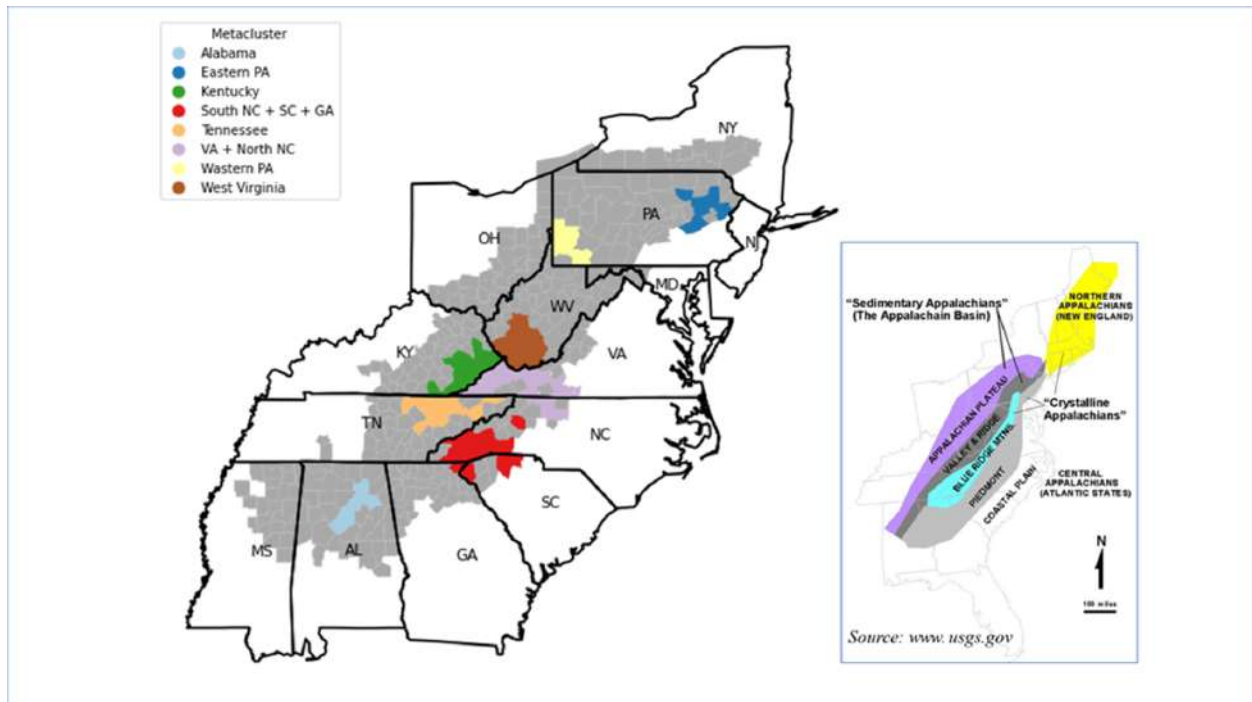 Metacluster
Alabama
Eastern PA
Kentucky
South NC + SC + GA
Tennessee
VA + North NC
Wastern PA
West Virginia
NY
PA
NJ
OH
MD
WV
KY
VA
TN
NC
SC
MS
AL
GA
"Sedimentary Appalachians"
(The Appalachain Basin)
NORTHERN
APPALACHIANS
(NEW ENGLAND)
"Crystalline
Appalachians"
APPALACHIAN PLATEAU
VALLEY & RIDGE
BLUE RIDGE MTNS.
PIEDMONT
COASTAL PLAIN
CENTRAL
APPALACHIANS
(ATLANTIC STATES)
N
100 miles
Source: www.usgs.gov